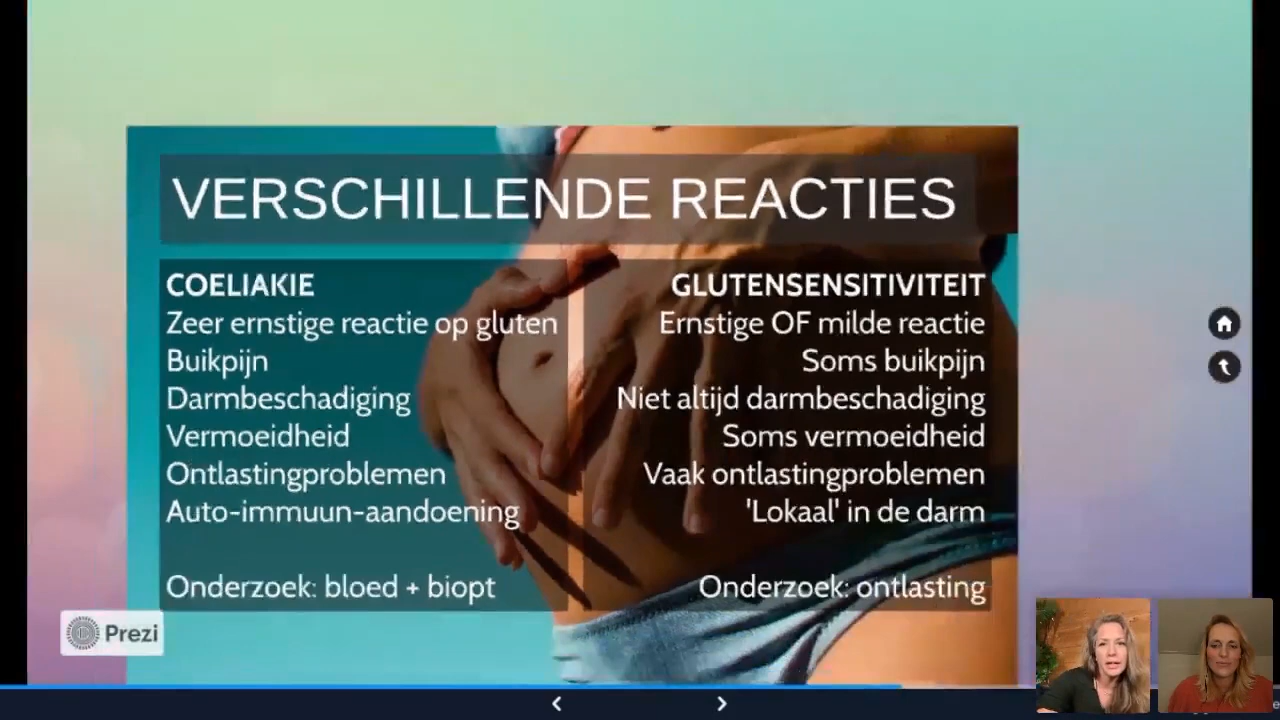 VERSCHILLENDE REACTIES
COELIAKIE
Zeer ernstige reactie op gluten
Buikpijn
Darmbeschadiging
Vermoeidheid
Ontlastingproblemen
Auto-immuun-aandoening
Onderzoek: bloed + biopt
GLUTENSENSITIVITEIT
Ernstige OF milde reactie
Soms buikpijn
Niet altijd darmbeschadiging
Soms vermoeidheid
Vaak ontlastingproblemen
'Lokaal' in de darm
Onderzoek: ontlasting
Prezi